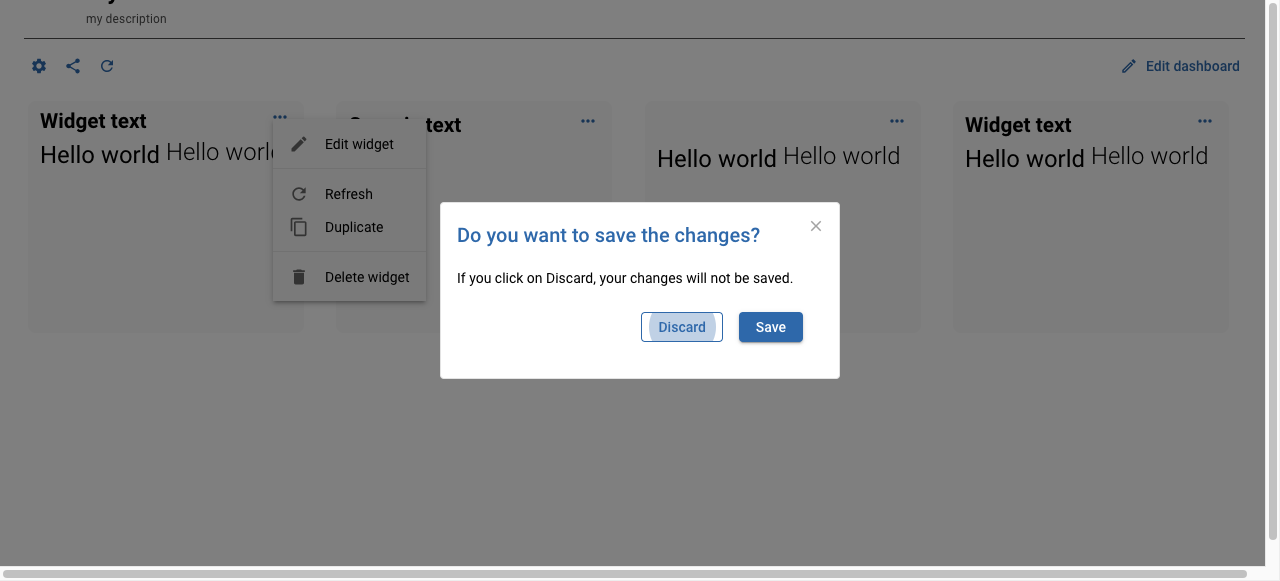 my description
Edit dashboard
Widget text
Hello world Hello world
Edit widget
Refresh
Duplicate
Delete widget
text
Hello world Hello world
Widget text
Hello world Hello world
Do you want to save the changes?
If you click on Discard, your changes will not be saved.
Discard
Save